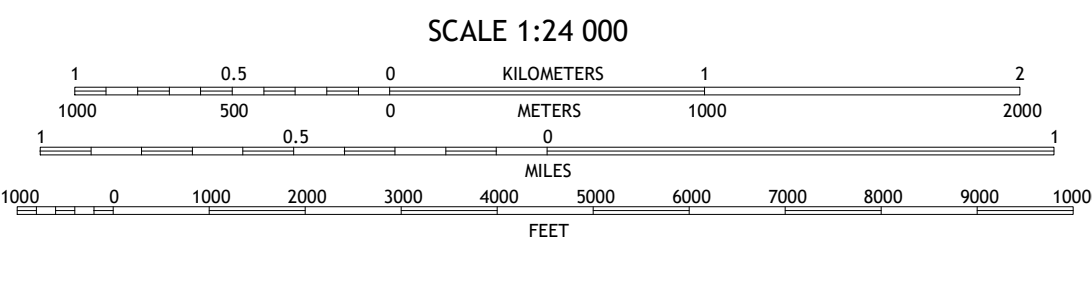 SCALE 1:24 000
1 0.5 0 KILOMETERS 1 2
1000 500 0 METERS 1000 2000
1 0.5 0 1
MILES
1000 0 1000 2000 3000 4000 5000 6000 7000 8000 9000 1000
FEET